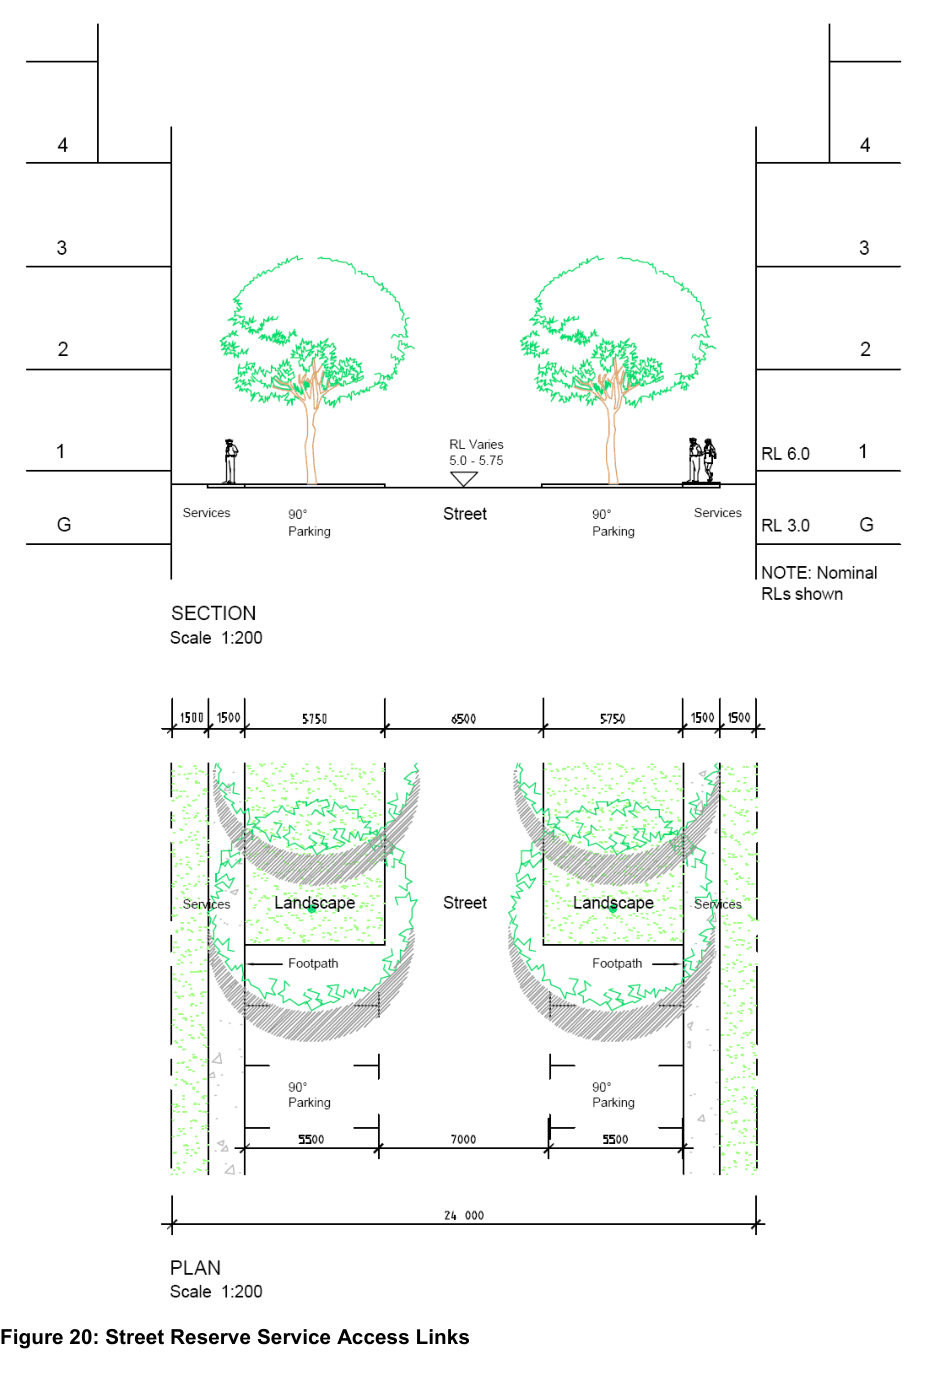 4 4
3 3
2 2
1 RL Varies RL 6.0 1
5.0 - 5.75
Services 90° Street 90° Services
Parking Parking
G RL 3.0 G
NOTE: Nominal
RLs shown
SECTION
Scale 1:200
1500 1500 5750 6500 5750 1500 1500
Services Landscape Street Landscape Services
Footpath Footpath
90° 90°
Parking Parking
5500 7000 5500
24 000
PLAN
Scale 1:200
Figure 20: Street Reserve Service Access Links